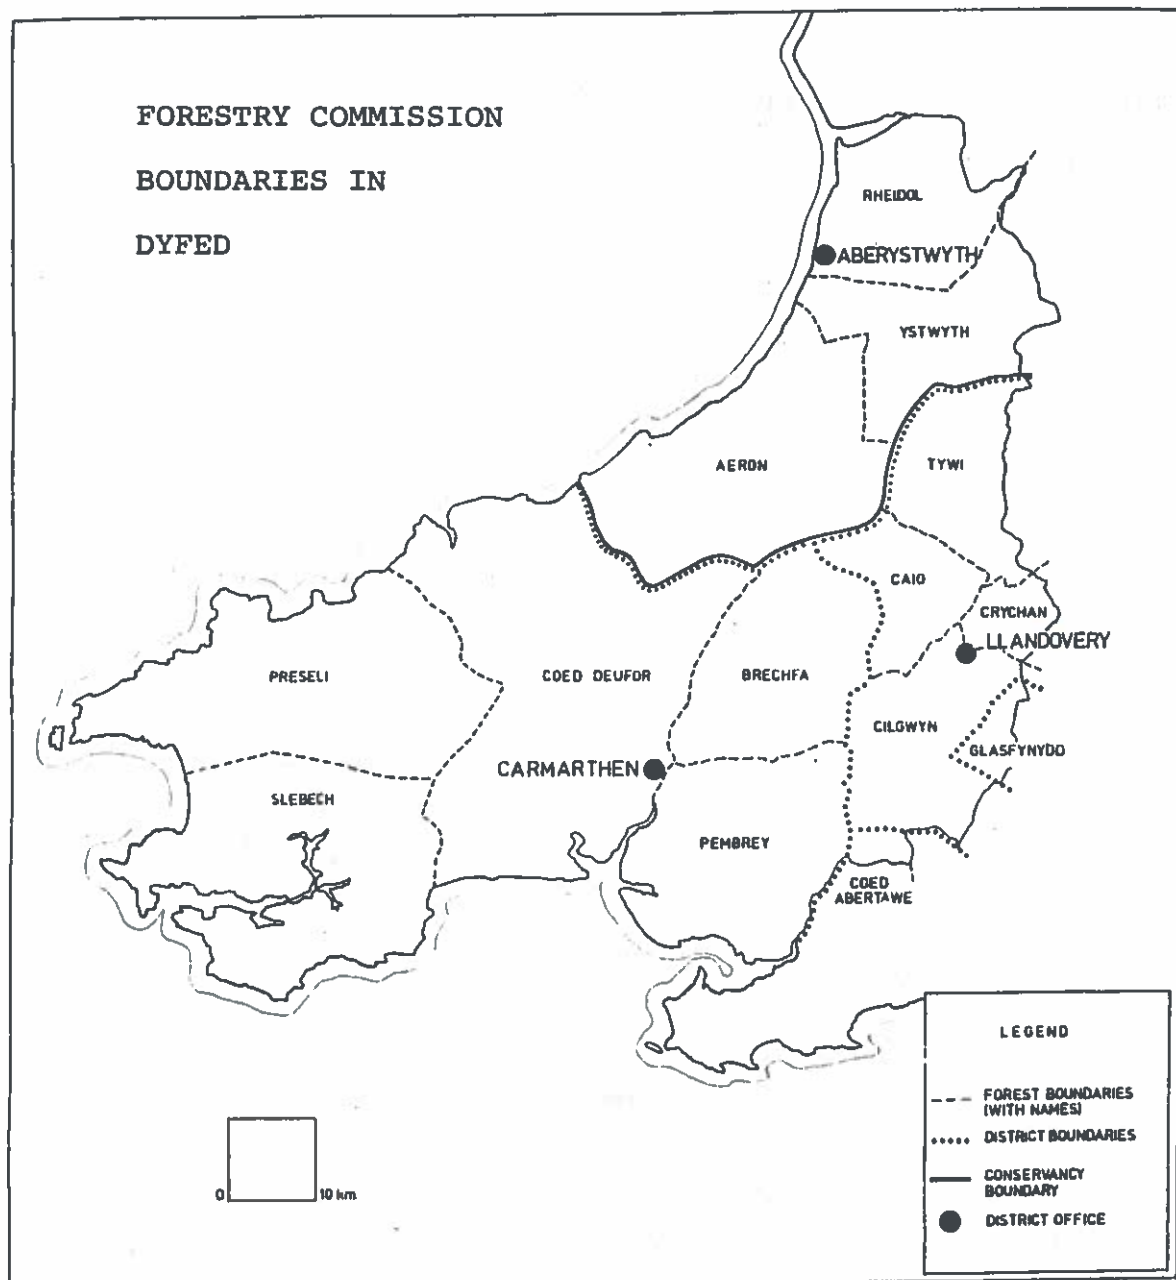 FORESTRY COMMISSION
BOUNDARIES IN
DYFED
RHEIDOL
ABERYSTWYTH
YSTWYTH
AERON
TYWI
CAIO
CRYCHAN
LLANDOVERY
PRESELI
COED DEUFOR
BRECHFA
CILGWYN
GLASFYNYDD
CARMARTHEN
SLEBECH
PEMBREY
COED
ABERTAWE
LEGEND
FOREST BOUNDARIES
(WITH NAMES)
DISTRICT BOUNDARIES
CONSERVANCY
BOUNDARY
DISTRICT OFFICE
0 10 km